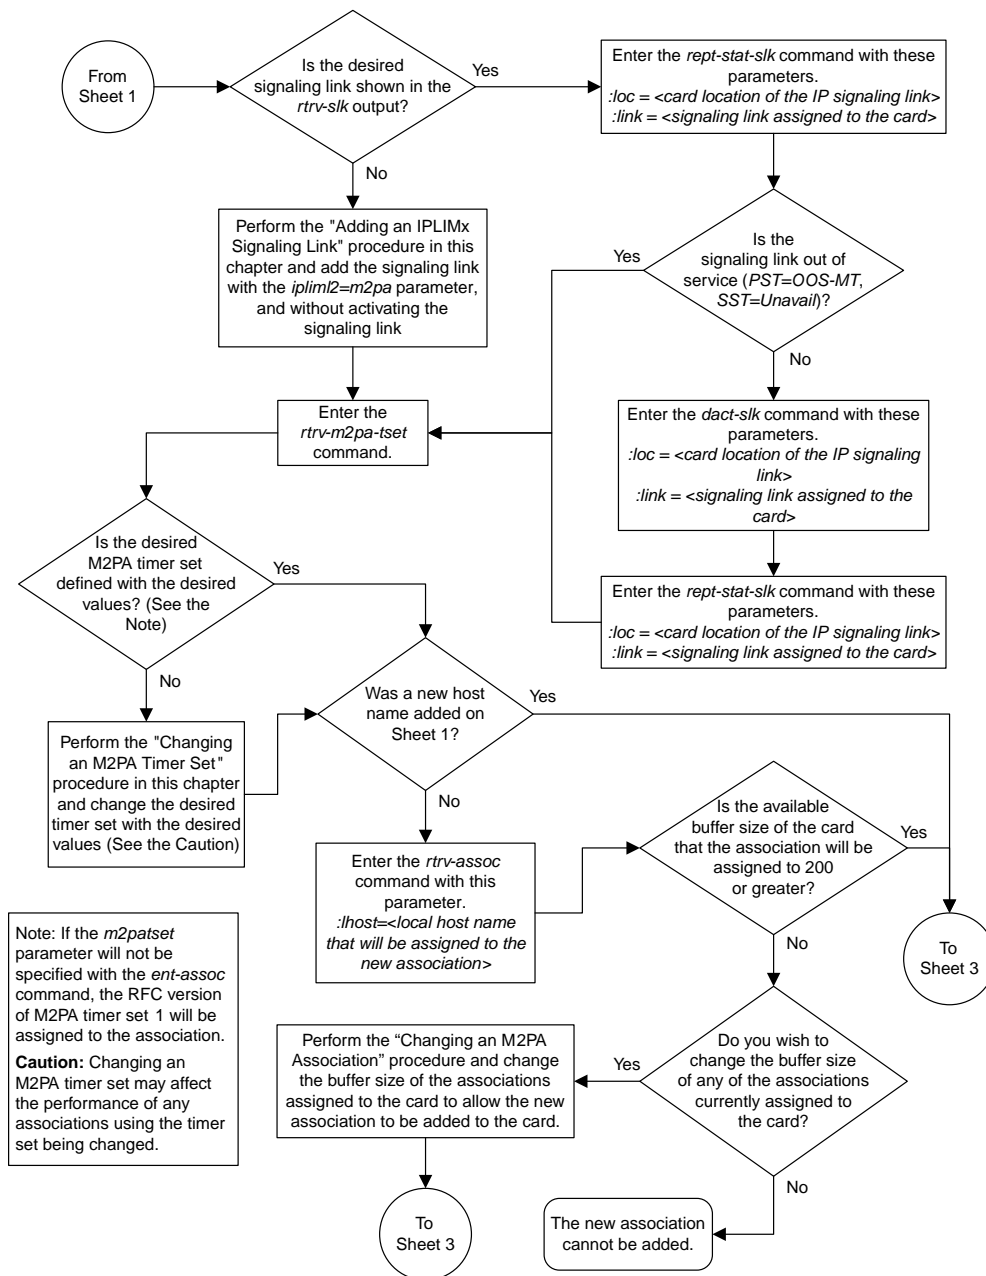 From
Sheet 1
Is the desired
signaling link shown in the
rtrv-slk output?
Yes
No
Enter the rept-stat-slk command with these
parameters.
:loc = <card location of the IP signaling link>
:link = <signaling link assigned to the card>
Perform the "Adding an IPLIMx
Signaling Link" procedure in this
chapter and add the signaling link
with the ipliml2=m2pa parameter,
and without activating the
signaling link
Is the
signaling link out of
service (PST=OOS-MT,
SST=Unavail)?
Yes
No
Enter the
rtrv-m2pa-tset
command.
Enter the dact-slk command with these
parameters.
:loc = <card location of the IP signaling
link>
:link = <signaling link assigned to the
card>
Enter the rept-stat-slk command with these
parameters.
:loc = <card location of the IP signaling link>
:link = <signaling link assigned to the card>
Is the desired
M2PA timer set
defined with the desired
values? (See the
Note)
Yes
No
Perform the "Changing
an M2PA Timer Set"
procedure in this chapter
and change the desired
timer set with the desired
values (See the Caution)
Was a new host
name added on
Sheet 1?
Yes
No
Enter the rtrv-assoc
command with this
parameter.
:lhost=<local host name
that will be assigned to the
new association>
Is the available
buffer size of the card
that the association will be
assigned to 200
or greater?
Yes
No
To
Sheet 3
Do you wish to
change the buffer size
of any of the associations
currently assigned to
the card?
Yes
No
Perform the “Changing an M2PA
Association” procedure and change
the buffer size of the associations
assigned to the card to allow the new
association to be added to the card.
To
Sheet 3
The new association
cannot be added.
Note: If the m2patset
parameter will not be
specified with the ent-assoc
command, the RFC version
of M2PA timer set 1 will be
assigned to the association.
Caution: Changing an
M2PA timer set may affect
the performance of any
associations using the timer
set being changed.